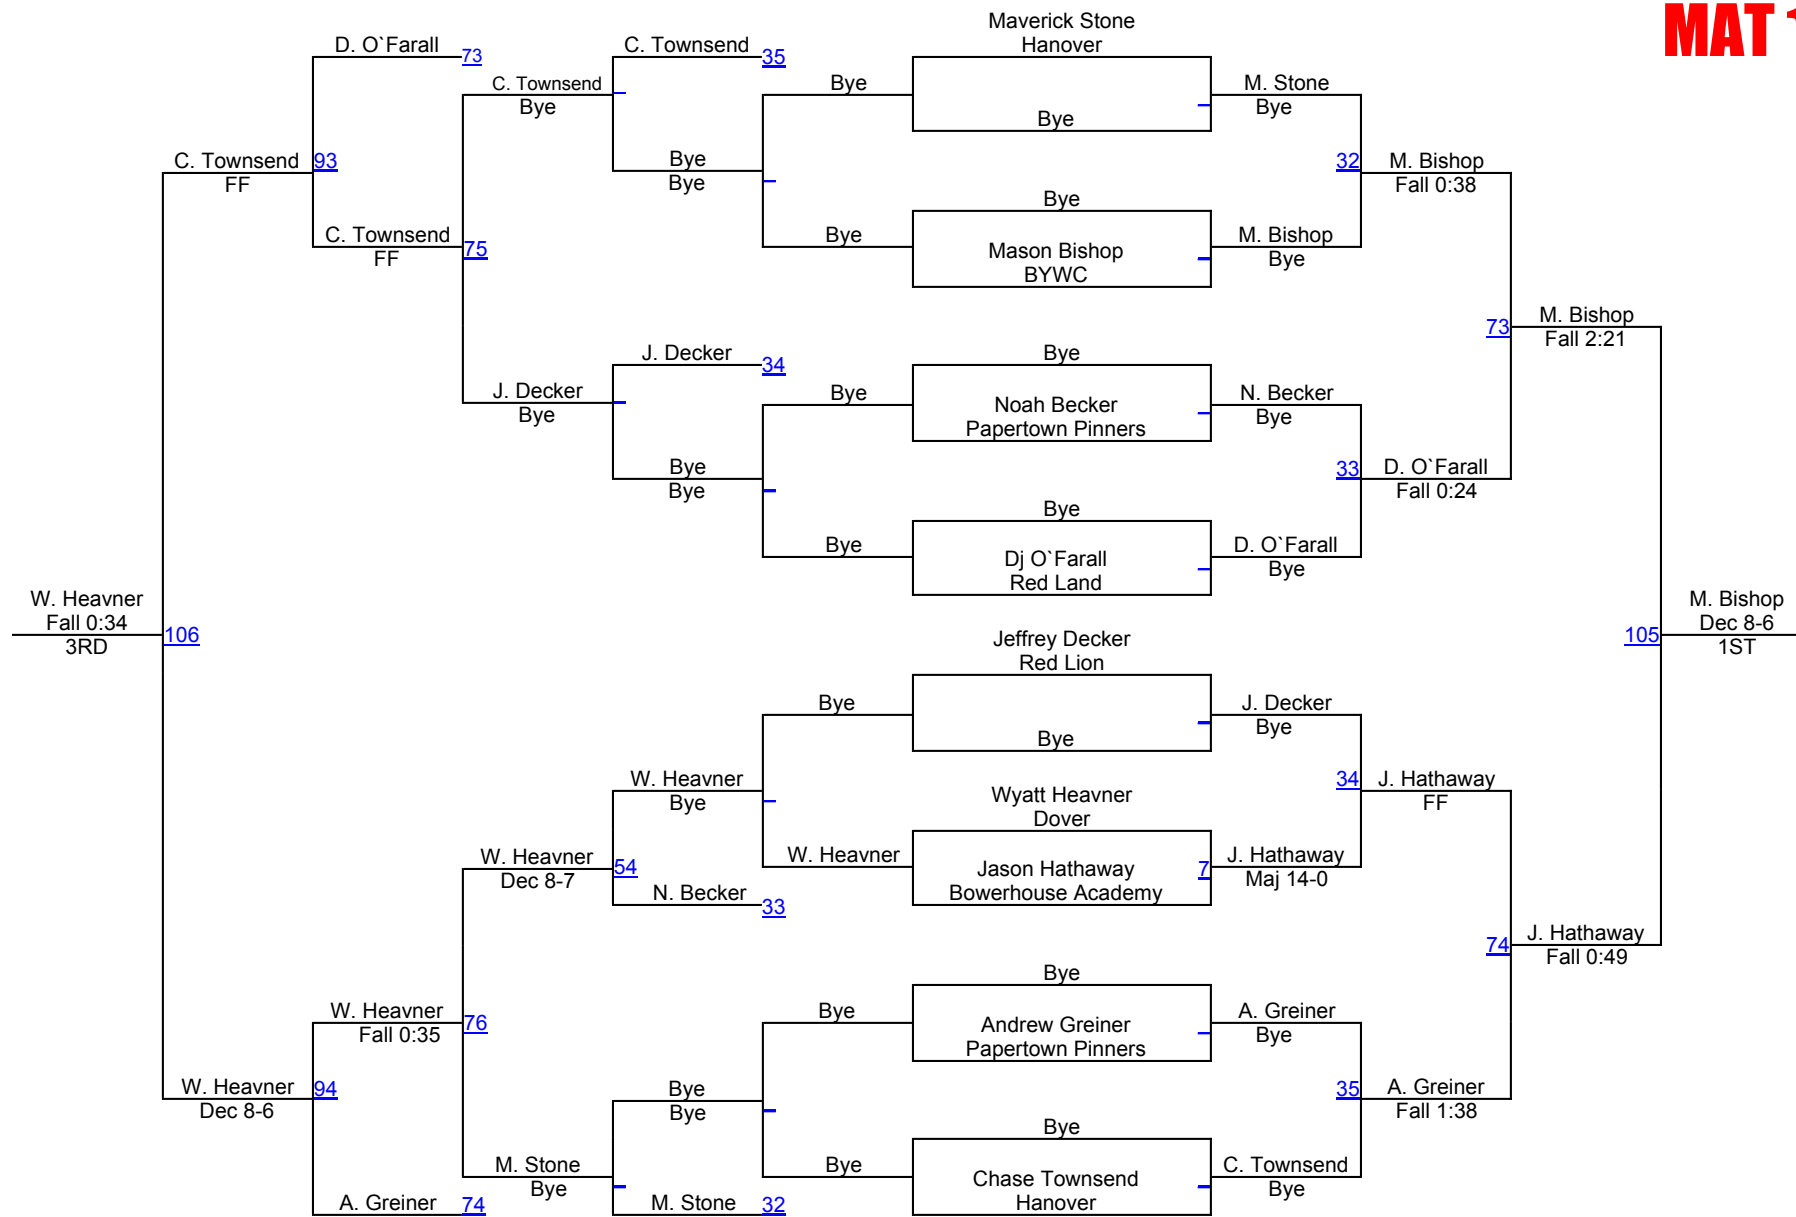 Maverick Stone
Hanover
MAT
D. O`Farall
73
C. Townsend
35
C. Townsend
Bye
Bye
Bye
M. Stone
Bye
C. Townsend
93
FF
Bye
Bye
32
M. Bishop
Fall 0:38
Bye
C. Townsend
75
FF
Bye
Mason Bishop
BYWC
M. Bishop
Bye
73
M. Bishop
Fall 2:21
J. Decker
34
Bye
J. Decker
Bye
Bye
Noah Becker
Papertown Pinners
N. Becker
Bye
Bye
Bye
33
D. O`Farall
Fall 0:24
Bye
Bye
Dj O`Farall
Red Land
D. O`Farall
Bye
W. Heavner
Fall 0:34
3RD
106
105
M. Bishop
Dec 8-6
1ST
Jeffrey Decker
Red Lion
Bye
Bye
J. Decker
Bye
W. Heavner
Bye
Wyatt Heavner
Dover
34
J. Hathaway
FF
W. Heavner
Dec 8-7
54
W. Heavner
Jason Hathaway
Bowerhouse Academy
7
J. Hathaway
Maj 14-0
N. Becker
33
74
J. Hathaway
Fall 0:49
Bye
W. Heavner
Fall 0:35
76
Bye
Andrew Greiner
Papertown Pinners
A. Greiner
Bye
W. Heavner
Dec 8-6
94
Bye
Bye
35
A. Greiner
Fall 1:38
Bye
M. Stone
Bye
Bye
Chase Townsend
Hanover
C. Townsend
Bye
A. Greiner
74
M. Stone
32